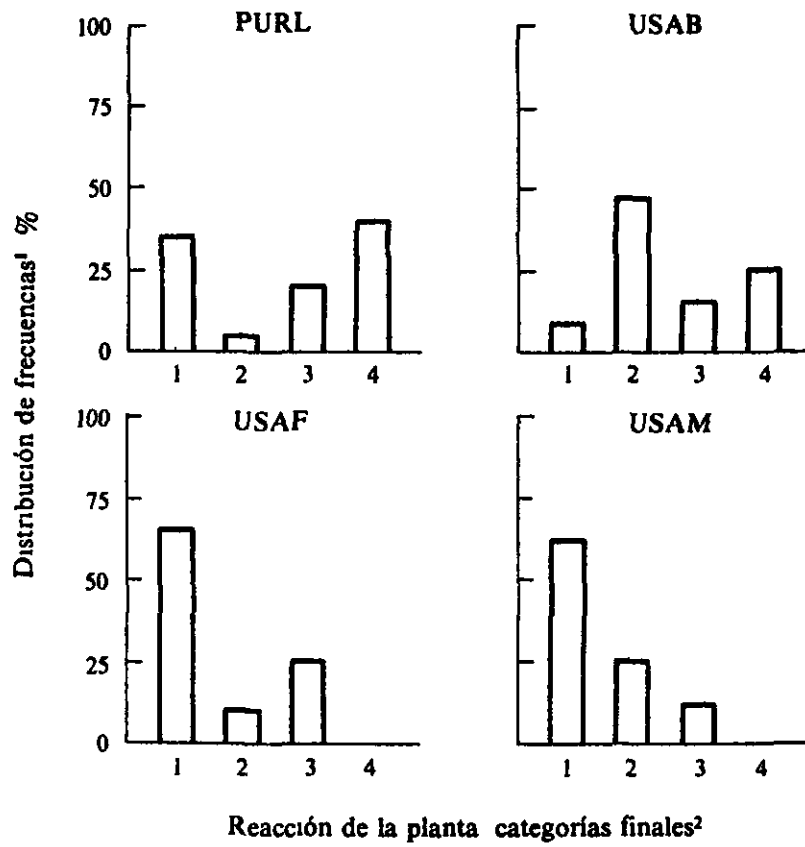 Distribución de frecuencias¹ %
PURL
100
75
50
25
0
1 2 3 4
USAB
1 2 3 4
USAF
100
75
50
25
0
1 2 3 4
USAM
1 2 3 4
Reacción de la planta categorías finales²